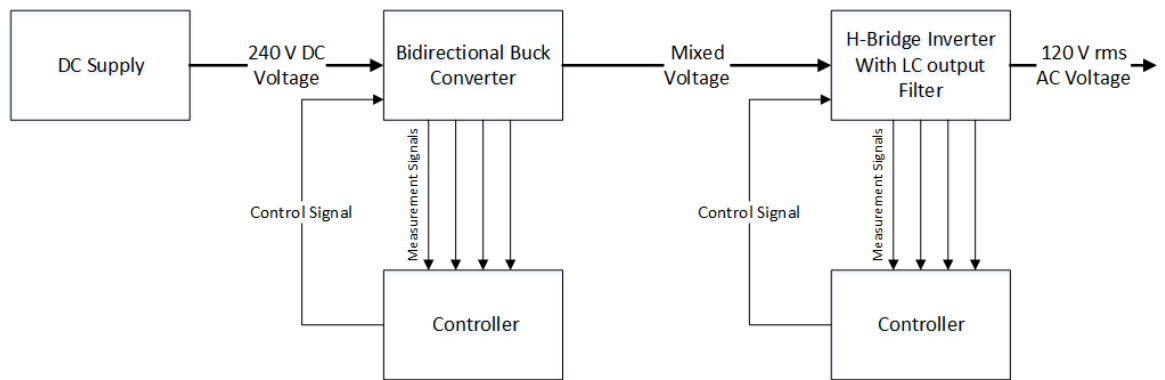 DC Supply
240 V DC
Voltage
Bidirectional Buck
Converter
Mixed
Voltage
H-Bridge Inverter
With LC output
Filter
120 V rms
AC Voltage
Control Signal
Measurement Signals
Control Signal
Measurement Signals
Controller
Controller